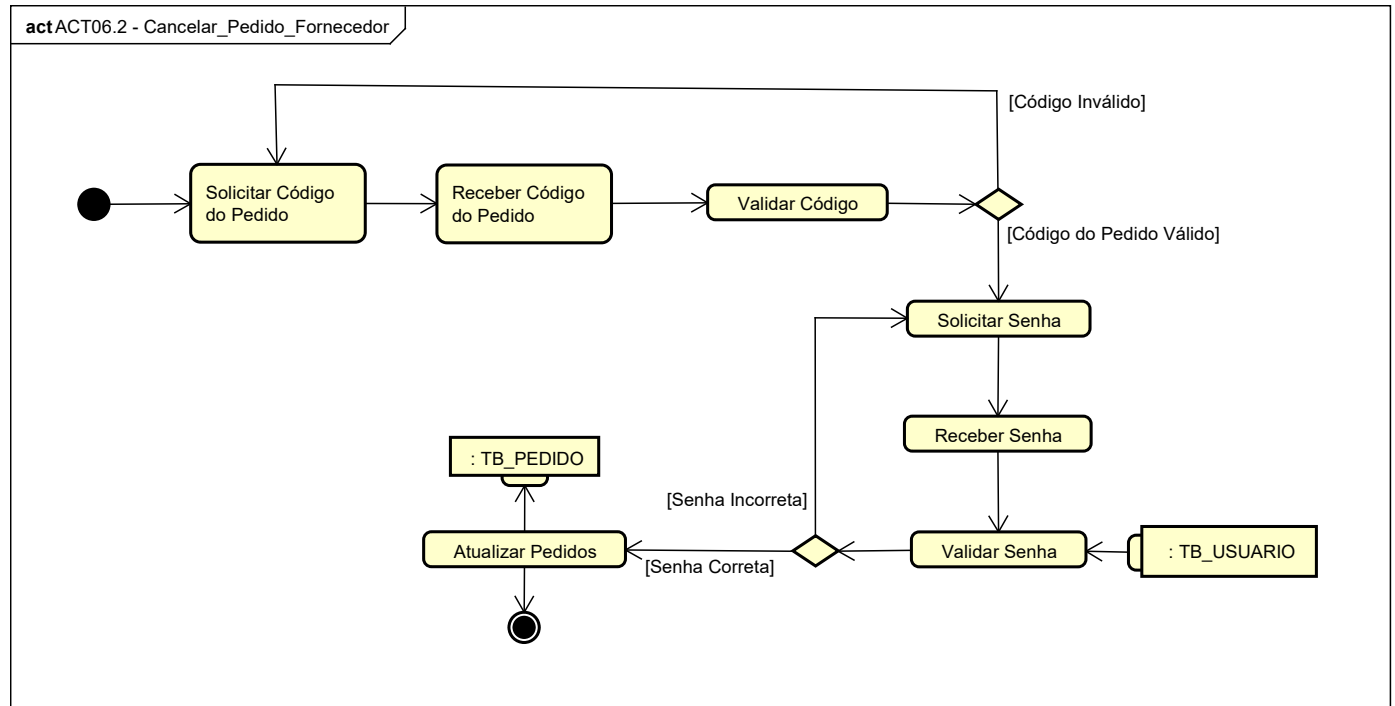 act ACT06.2 - Cancelar_Pedido_Fornecedor
[Código Inválido]
Solicitar Código
do Pedido
Receber Código
do Pedido
Validar Código
[Código do Pedido Válido]
Solicitar Senha
Receber Senha
: TB_PEDIDO
[Senha Incorreta]
Atualizar Pedidos
[Senha Correta]
Validar Senha
: TB_USUARIO